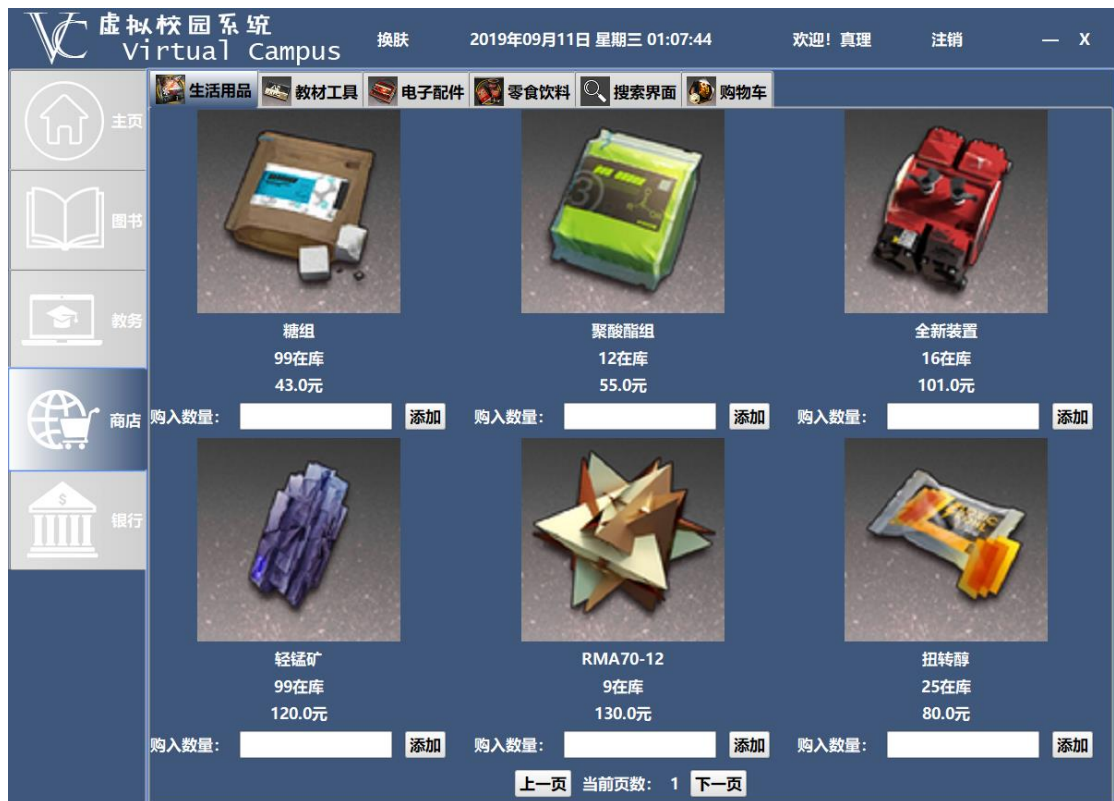 VC 虚拟校园系统
Virtual Campus
换肤 2019年09月11日 星期三 01:07:44 欢迎！真理 注销 — X
生活用品 教材工具 电子配件 零食饮料 搜索界面 购物车
主页
图书
教务
商店
银行
糖组 聚酸酯组 全新装置
99在库 12在库 16在库
43.0元 55.0元 101.0元
购入数量： 添加 购入数量： 添加 购入数量： 添加
轻锰矿 RMA70-12 扭转醇
99在库 9在库 25在库
120.0元 130.0元 80.0元
购入数量： 添加 购入数量： 添加 购入数量： 添加
上一页 当前页数： 1 下一页